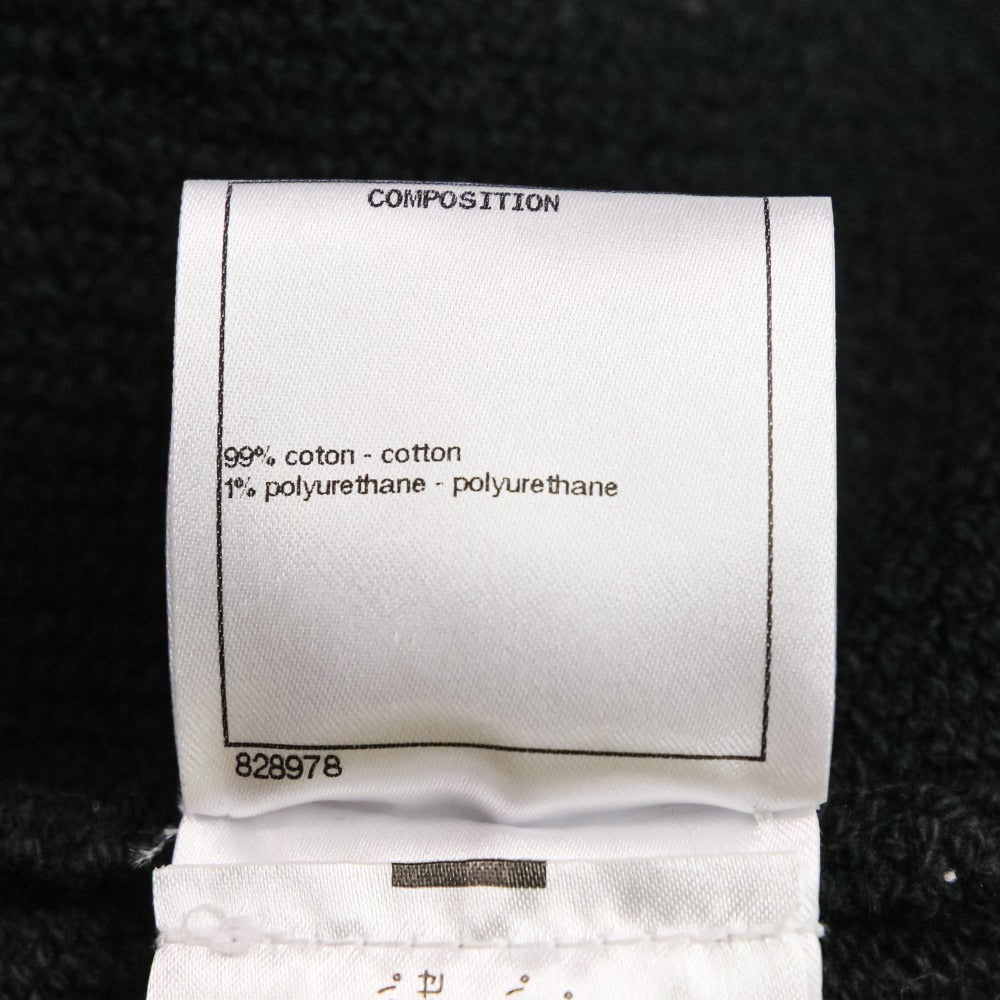 COMPOSITION
99% coton - cotton
1% polyurethane - polyurethane
828978